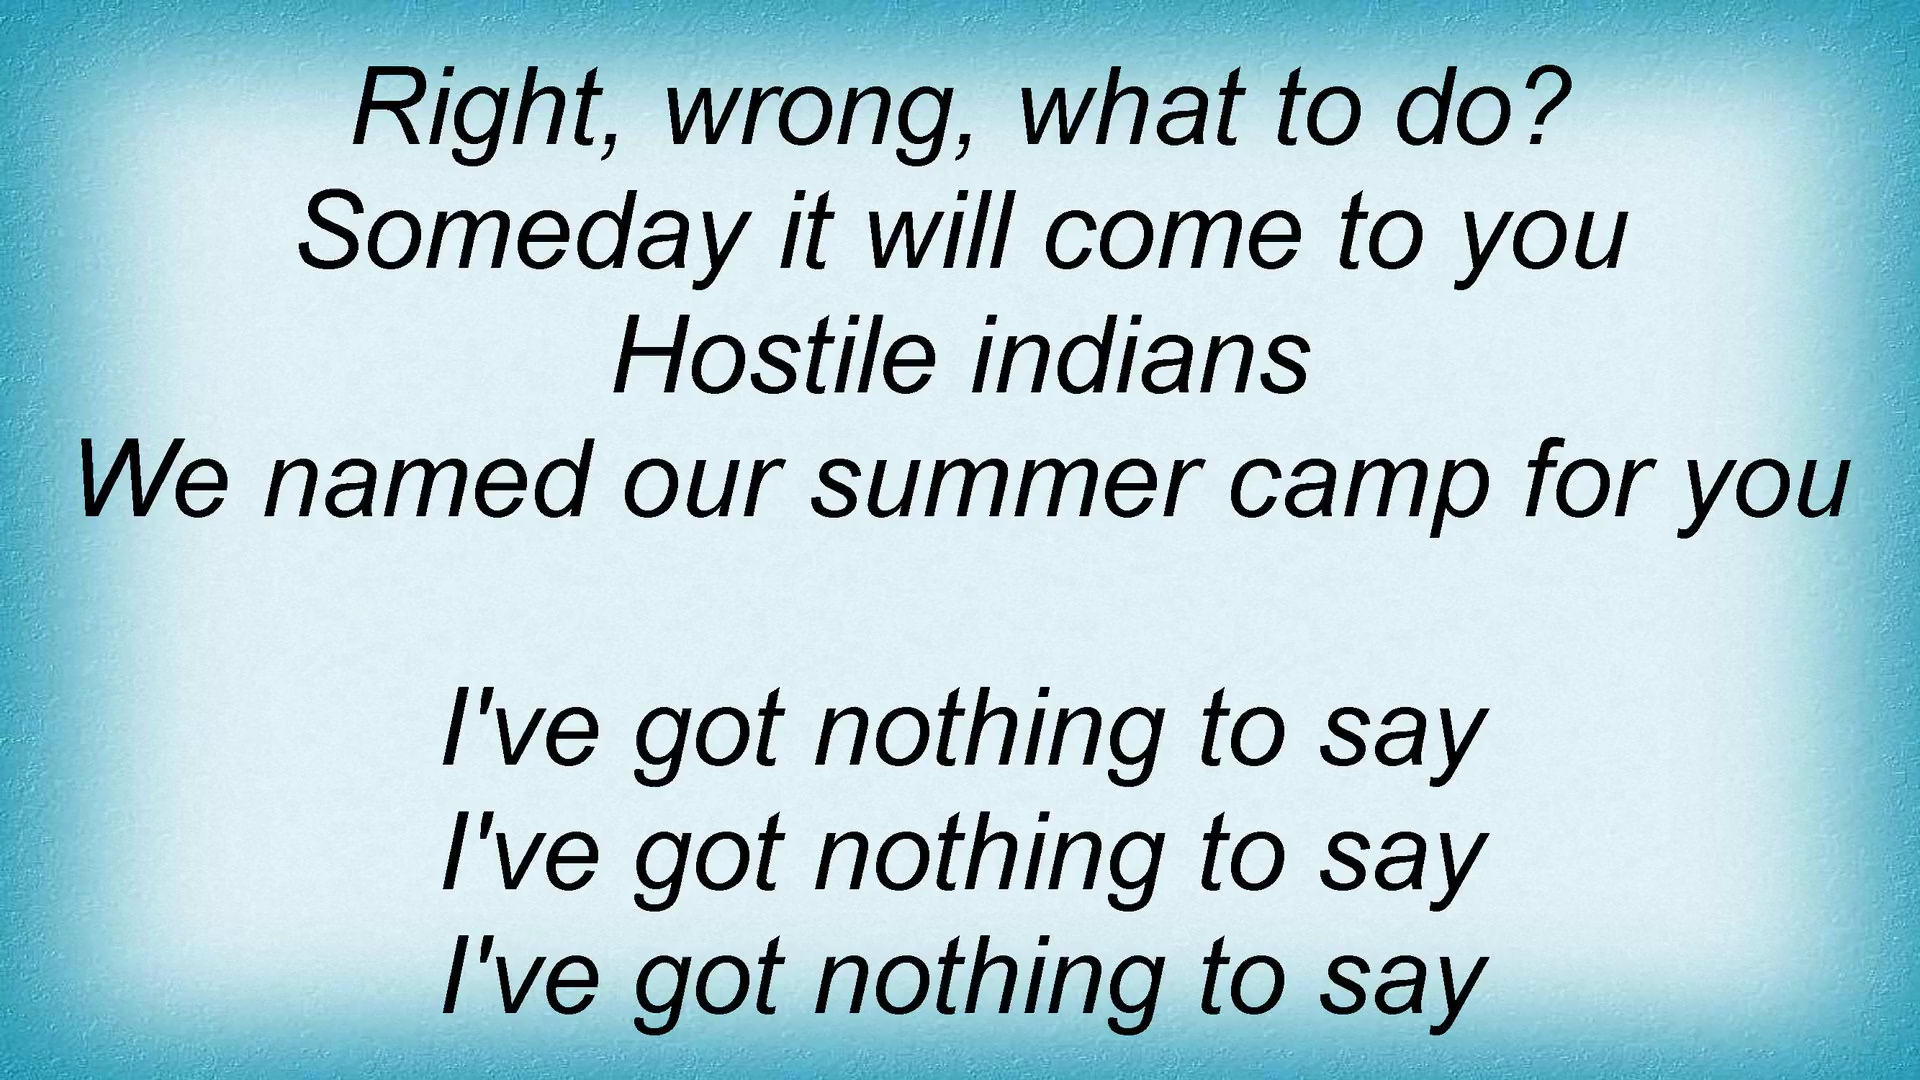 Right, wrong, what to do?
Someday it will come to you
Hostile indians
We named our summer camp for you
I've got nothing to say
I've got nothing to say
I've got nothing to say